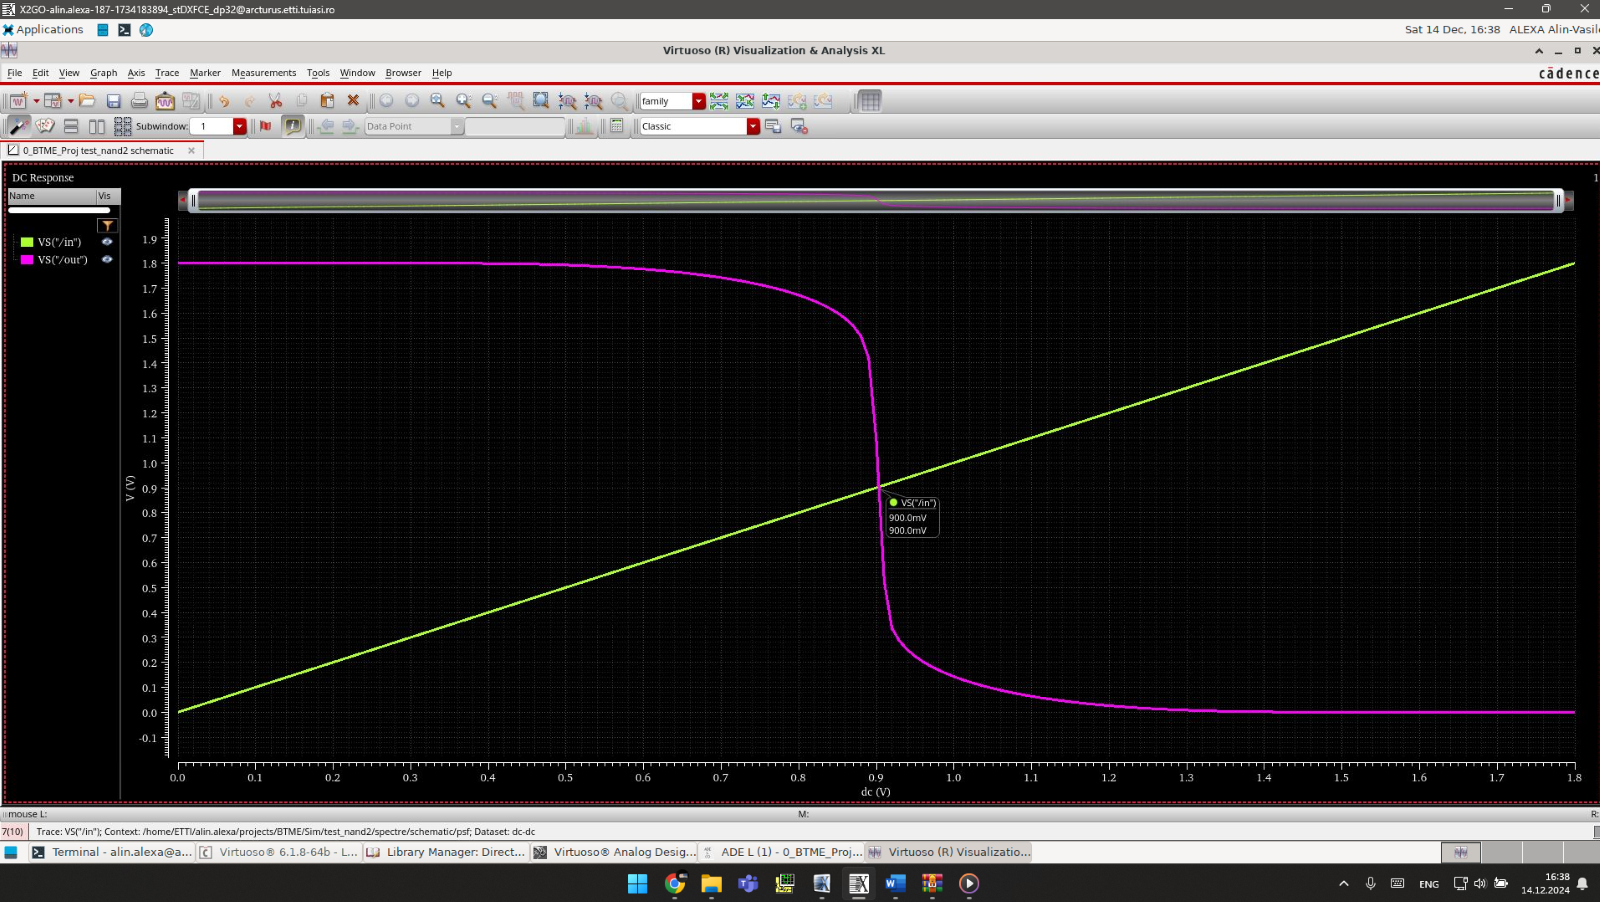 X2GO-alin.alexa-187-1734183894_stDXFCE_dp32@arcturus.etti.tuiasi.ro
Applications
Sat 14 Dec, 16:38 ALEXA Alin-Vasil
Virtuoso (R) Visualization & Analysis XL
File Edit View Graph Axis Trace Marker Measurements Tools Window Browser Help
cādence
family
Subwindow: 1
Data Point
Classic
0_BTME_Proj test_nand2 schematic
DC Response
1
Name Vis
VS("/in")
VS("/out")
1.9
1.8
1.7
1.6
1.5
1.4
1.3
1.2
1.1
1.0
0.9
0.8
0.7
0.6
0.5
0.4
0.3
0.2
0.1
0.0
-0.1
V (V)
VS("/in")
900.0mV
900.0mV
0.0 0.1 0.2 0.3 0.4 0.5 0.6 0.7 0.8 0.9 1.0 1.1 1.2 1.3 1.4 1.5 1.6 1.7 1.8
dc (V)
mouse L: M: R:
7(10) Trace: VS("/in"); Context: /home/ETTI/alin.alexa/projects/BTME/Sim/test_nand2/spectre/schematic/psf; Dataset: dc-dc
Terminal - alin.alexa@a... Virtuoso® 6.1.8-64b - L... Library Manager: Direct... Virtuoso® Analog Desig... ADE L (1) - 0_BTME_Proj... Virtuoso (R) Visualizatio...
ENG
16:38
14.12.2024